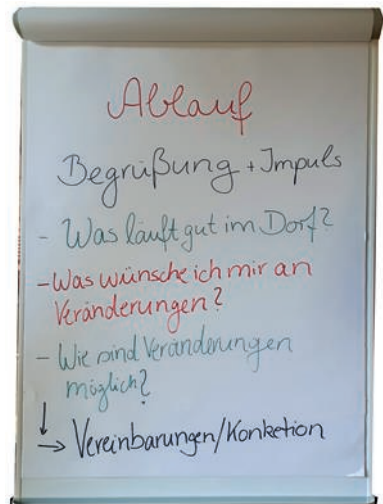 Ablauf
Begrüßung + Impuls
- Was läuft gut im Dorf?
- Was wünsche ich mir an
Veränderungen?
- Wie sind Veränderungen
möglich?
↓
→ Vereinbarungen/Konketion